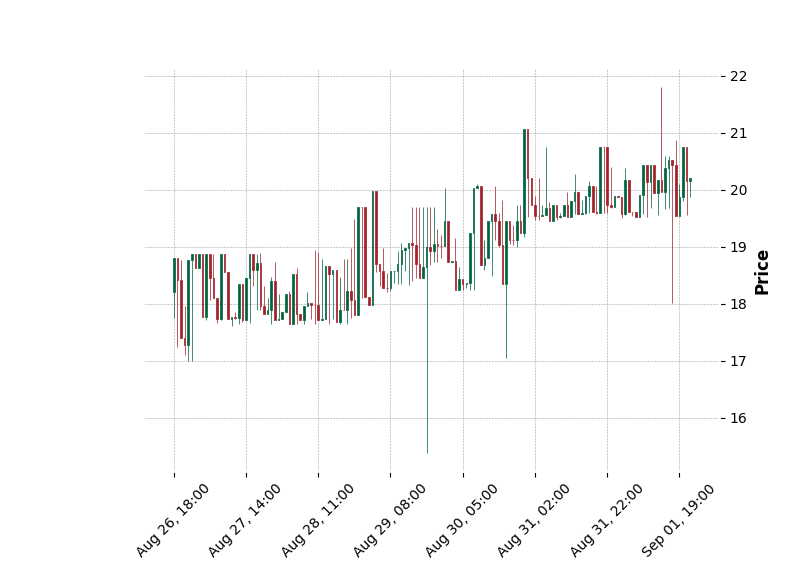 22
21
20
19
18
17
16
Price
Aug 26, 18:00
Aug 27, 14:00
Aug 28, 11:00
Aug 29, 08:00
Aug 30, 05:00
Aug 31, 02:00
Aug 31, 22:00
Sep 01, 19:00